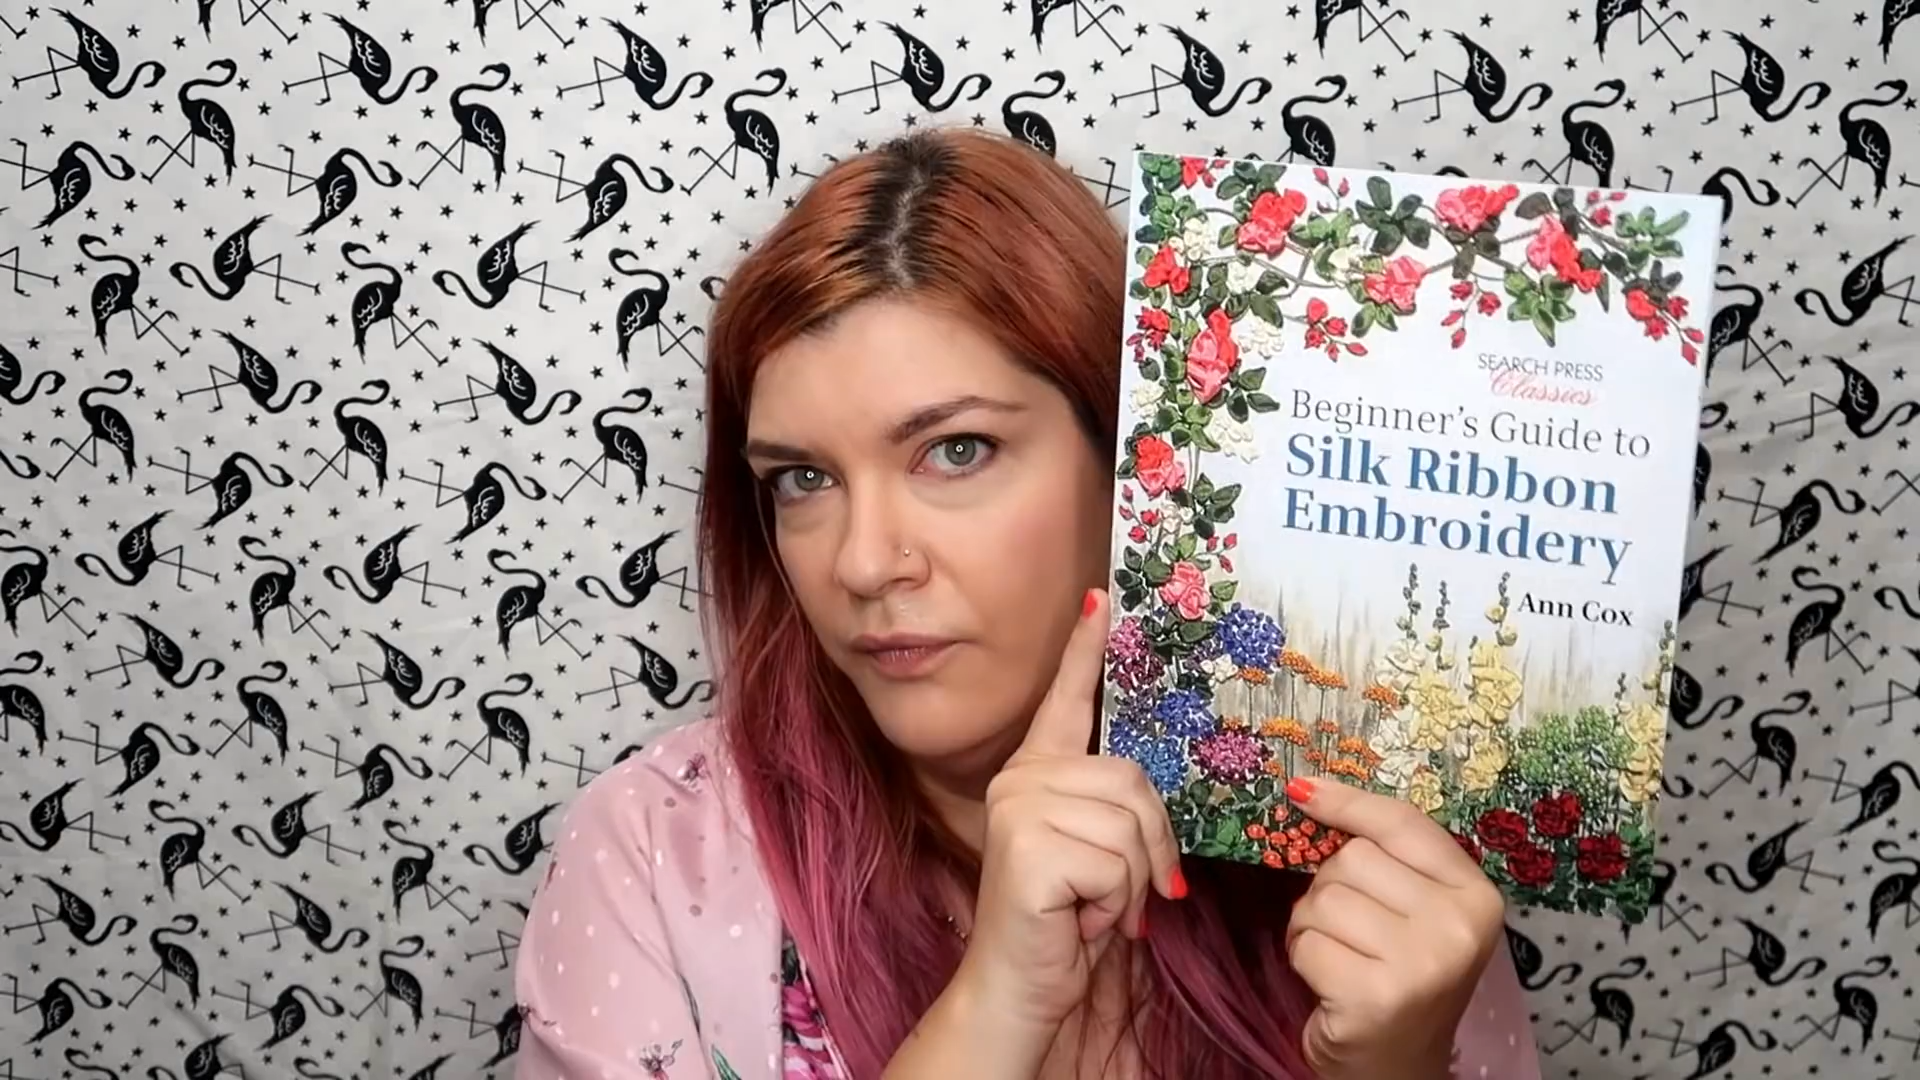 SEARCH PRESS
Classics
Beginner's Guide to
Silk Ribbon
Embroidery
Ann Cox